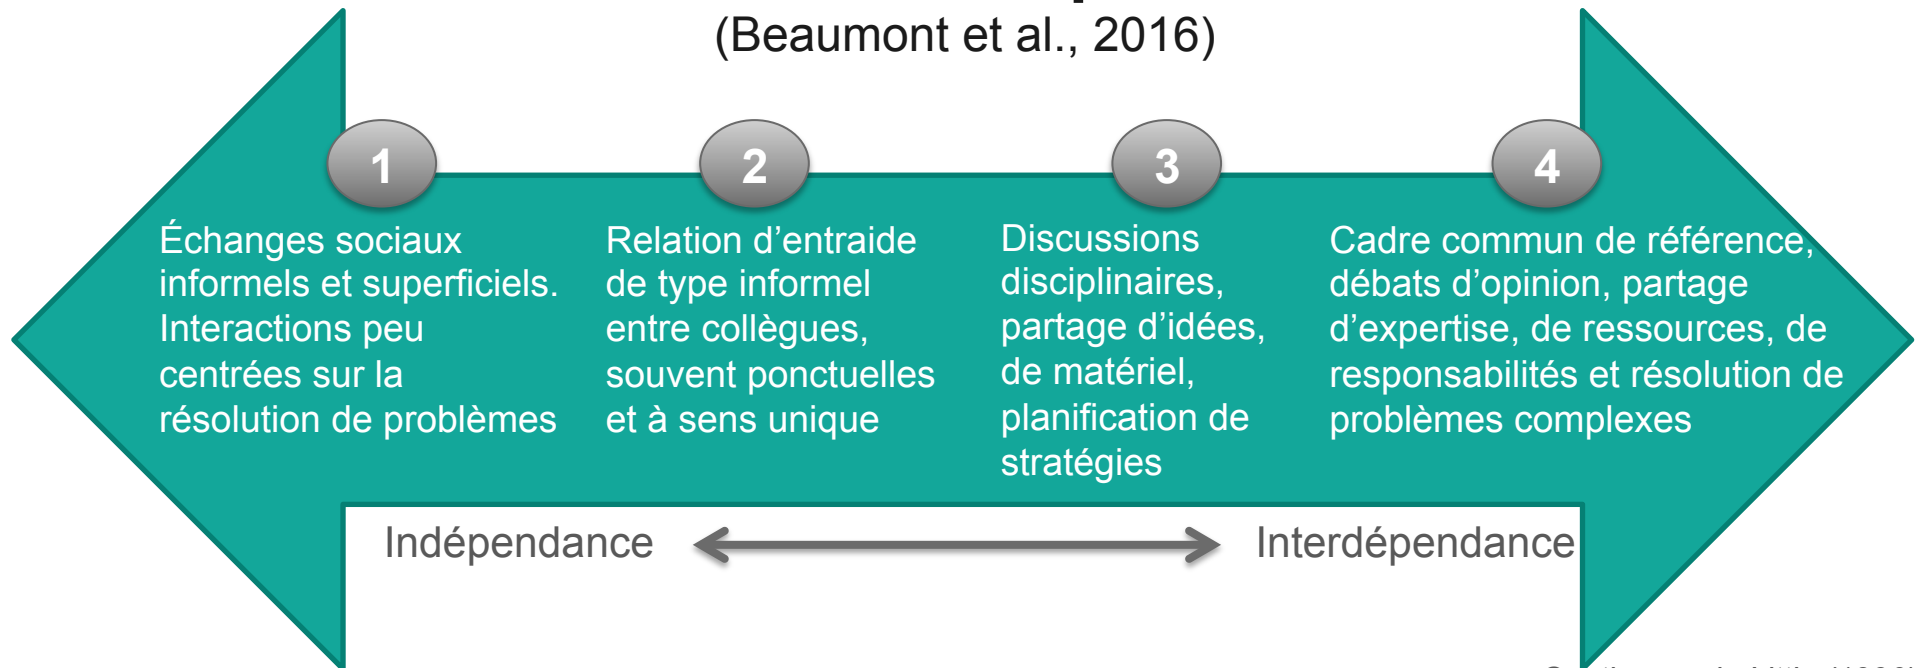 (Beaumont et al., 2016)
1
2
3
4
Échanges sociaux
informels et superficiels.
Interactions peu
centrées sur la
résolution de problèmes
Relation d’entraide
de type informel
entre collègues,
souvent ponctuelles
et à sens unique
Discussions
disciplinaires,
partage d’idées,
de matériel,
planification de
stratégies
Cadre commun de référence,
débats d’opinion, partage
d’expertise, de ressources, de
responsabilités et résolution de
problèmes complexes
Indépendance
Interdépendance